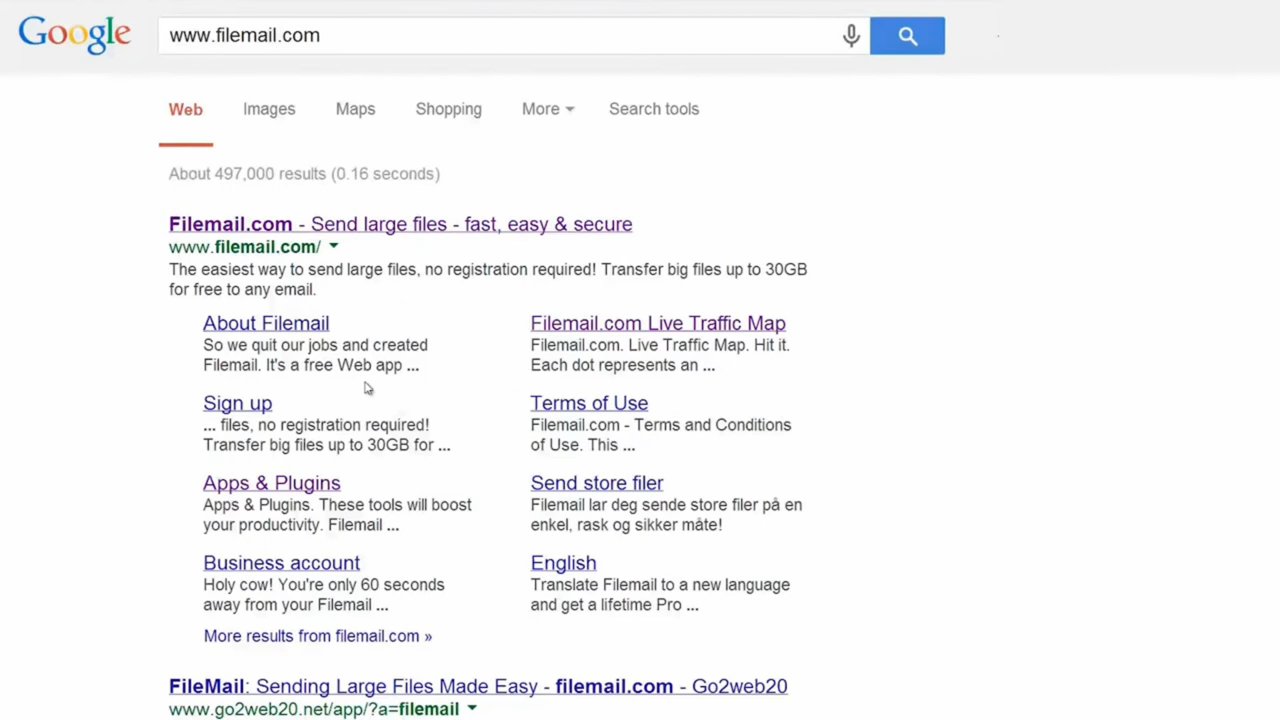 Google
www.filemail.com
Web Images Maps Shopping More Search tools
About 497,000 results (0.16 seconds)
Filemail.com - Send large files - fast, easy & secure
www.filemail.com/
The easiest way to send large files, no registration required! Transfer big files up to 30GB
for free to any email.
About Filemail
So we quit our jobs and created
Filemail. It's a free Web app ...
Filemail.com Live Traffic Map
Filemail.com. Live Traffic Map. Hit it.
Each dot represents an ...
Sign up
... files, no registration required!
Transfer big files up to 30GB for ...
Terms of Use
Filemail.com - Terms and Conditions
of Use. This ...
Apps & Plugins
Apps & Plugins. These tools will boost
your productivity. Filemail ...
Send store filer
Filemail lar deg sende store filer på en
enkel, rask og sikker måte!
Business account
Holy cow! You're only 60 seconds
away from your Filemail ...
English
Translate Filemail to a new language
and get a lifetime Pro ...
More results from filemail.com »
FileMail: Sending Large Files Made Easy - filemail.com - Go2web20
www.go2web20.net/app/?a=filemail